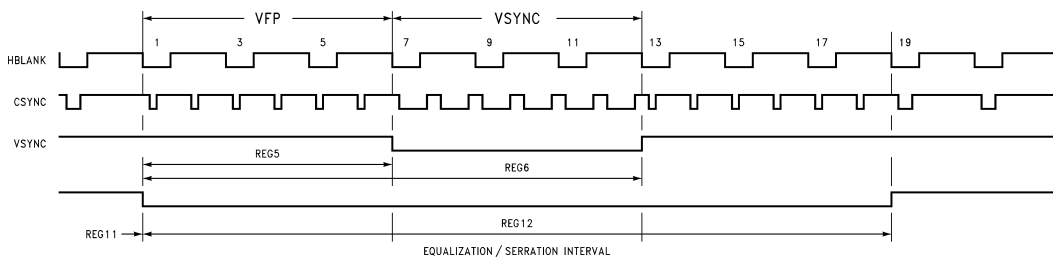 VFP VSYNC
1 3 5 7 9 11 13 15 17 19
HBLANK
CSYNC
VSYNC
REG5
REG6
REG12
REG11
EQUALIZATION / SERRATION INTERVAL